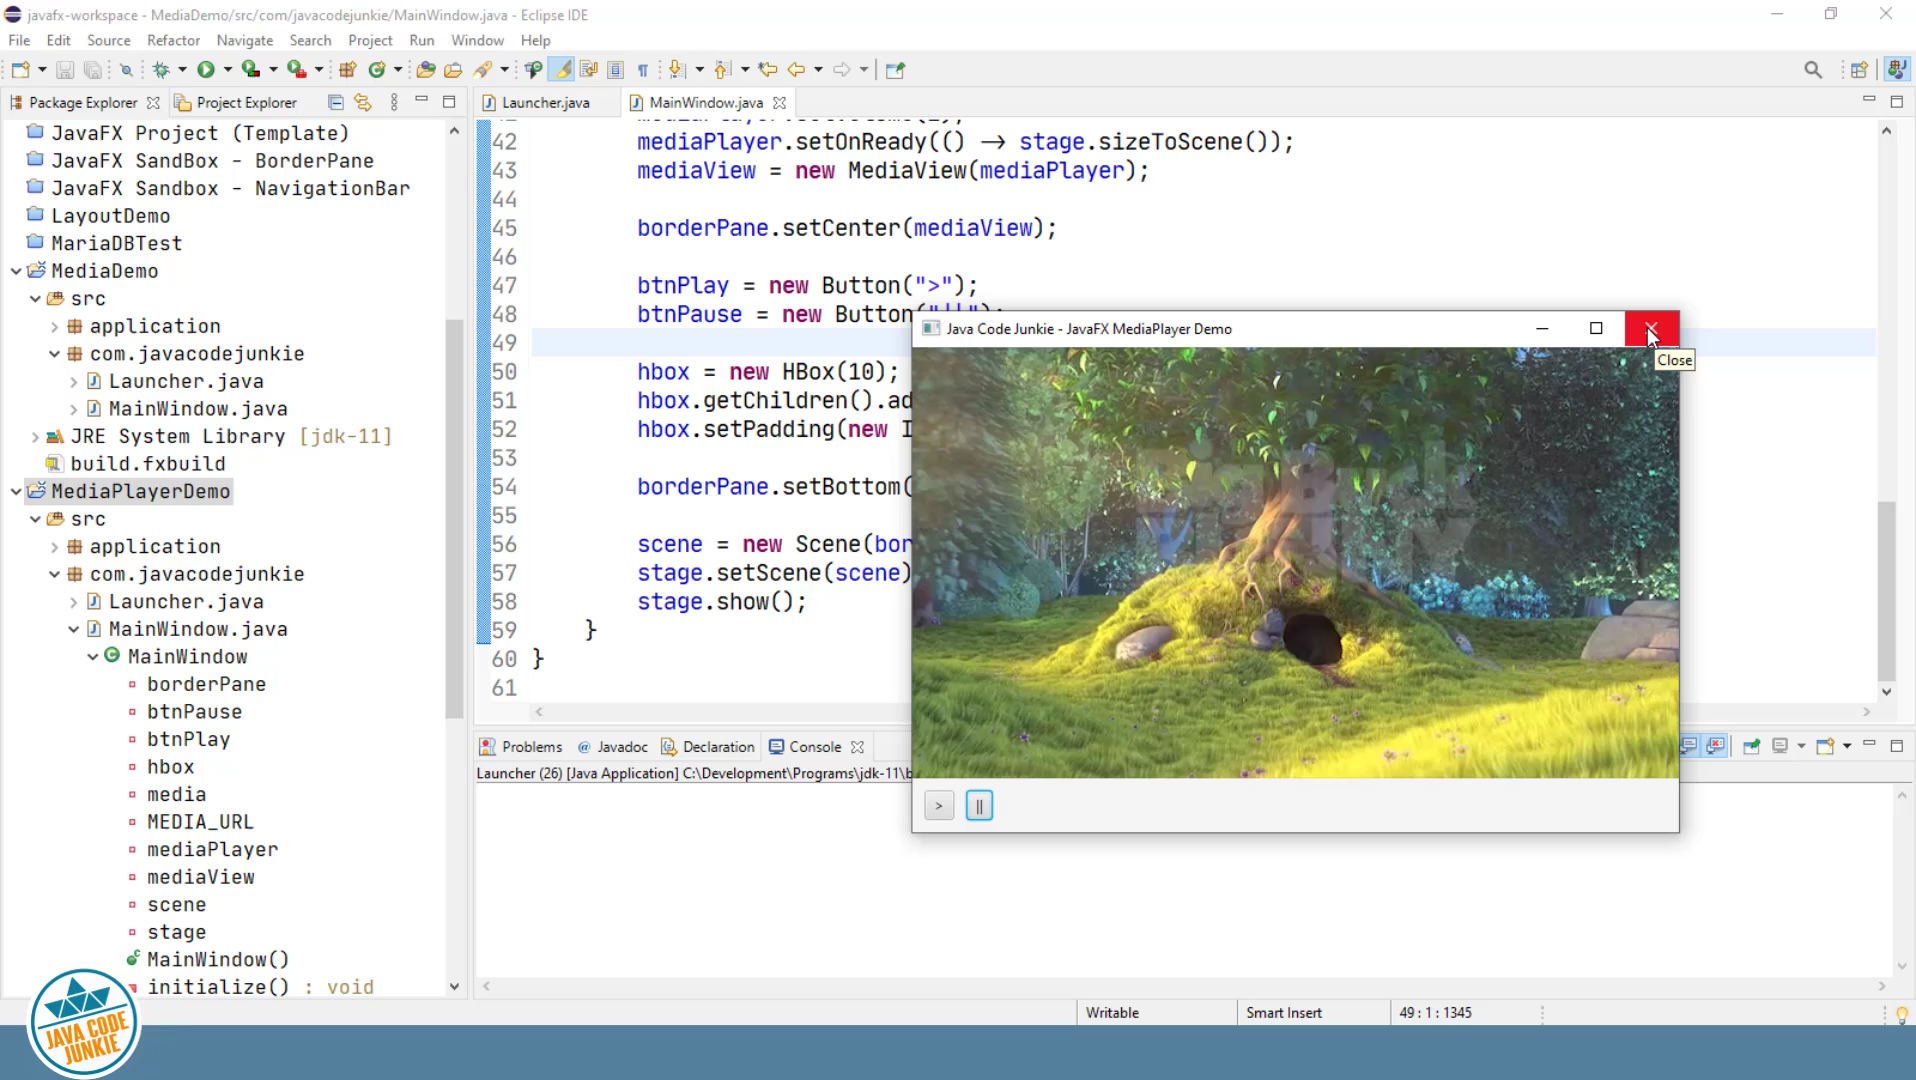 javafx-workspace - MediaDemo/src/com/javacodejunkie/MainWindow.java - Eclipse IDE
File Edit Source Refactor Navigate Search Project Run Window Help
Package Explorer Project Explorer
Launcher.java MainWindow.java
JavaFX Project (Template)
JavaFX SandBox - BorderPane
JavaFX Sandbox - NavigationBar
LayoutDemo
MariaDBTest
MediaDemo
src
application
com.javacodejunkie
Launcher.java
MainWindow.java
JRE System Library [jdk-11]
build.fxbuild
MediaPlayerDemo
src
application
com.javacodejunkie
Launcher.java
MainWindow.java
MainWindow
borderPane
btnPause
btnPlay
hbox
media
MEDIA_URL
mediaPlayer
mediaView
scene
stage
MainWindow()
initialize() : void
42 mediaPlayer.setOnReady(() → stage.sizeToScene());
43 mediaView = new MediaView(mediaPlayer);
44
45 borderPane.setCenter(mediaView);
46
47 btnPlay = new Button(">");
48 btnPause = new Button("||");
49
50 hbox = new HBox(10);
51 hbox.getChildren().ad
52 hbox.setPadding(new I
53
54 borderPane.setBottom(
55
56 scene = new Scene(bor
57 stage.setScene(scene)
58 stage.show();
59 }
60 }
61
Java Code Junkie - JavaFX MediaPlayer Demo
Close
> ||
Problems Javadoc Declaration Console
Launcher (26) [Java Application] C:\Development\Programs\jdk-11\b
Writable Smart Insert 49 : 1 : 1345
JAVA CODE
JUNKIE